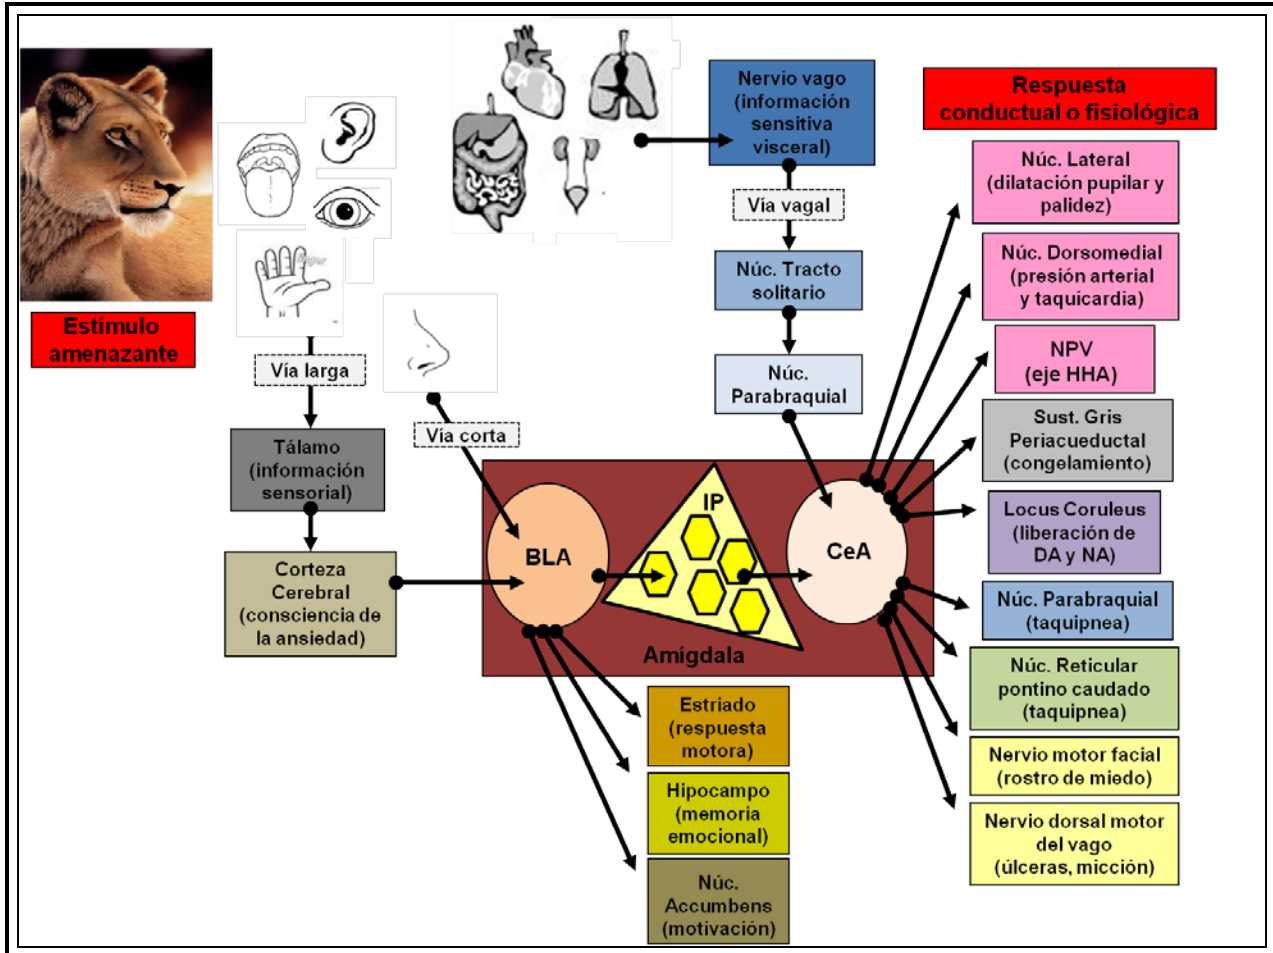 Estímulo
amenazante
finger
Vía larga
Tálamo
(información
sensorial)
Corteza
Cerebral
(consciencia de
la ansiedad)
Vía corta
Nervio vago
(información
sensitiva
visceral)
Vía vagal
Núc. Tracto
solitario
Núc.
Parabraquial
BLA
IP
CeA
Amígdala
Estriado
(respuesta
motora)
Hipocampo
(memoria
emocional)
Núc.
Accumbens
(motivación)
Respuesta
conductual o fisiológica
Núc. Lateral
(dilatación pupilar y
palidez)
Núc. Dorsomedial
(presión arterial
y taquicardia)
NPV
(eje HHA)
Sust. Gris
Periacueductal
(congelamiento)
Locus Coruleus
(liberación de
DA y NA)
Núc. Parabraquial
(taquipnea)
Núc. Reticular
pontino caudado
(taquipnea)
Nervio motor facial
(rostro de miedo)
Nervio dorsal motor
del vago
(úlceras, micción)